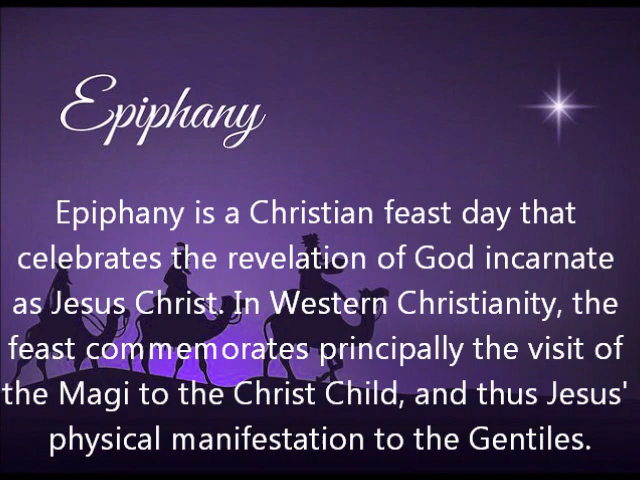 Epiphany
Epiphany is a Christian feast day that
celebrates the revelation of God incarnate
as Jesus Christ. In Western Christianity, the
feast commemorates principally the visit of
the Magi to the Christ Child, and thus Jesus'
physical manifestation to the Gentiles.